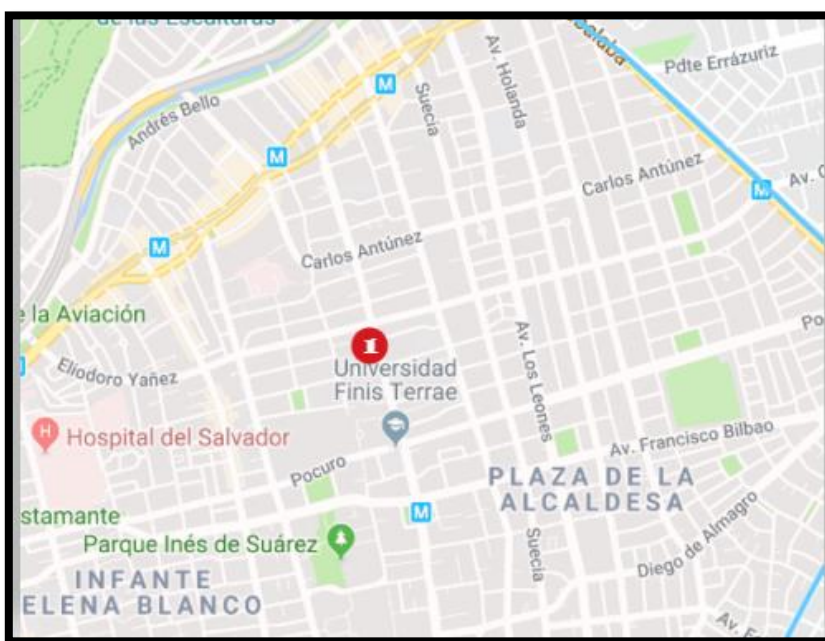 de las Esculturas
Andrés Bello
M
Suecia
Av. Holanda
Pdte Errázuriz
M
Carlos Antúnez
M
Av.
Carlos Antúnez
M
la Aviación
Eliodoro Yañez
1
Universidad
Finis Terrae
Av. Los Leones
Po
H
Hospital del Salvador
Pocuro
Av. Francisco Bilbao
PLAZA DE LA
ALCALDESA
M
stamante
Parque Inés de Suárez
Suecia
Diego de Almagro
INFANTE
ELENA BLANCO
Av.